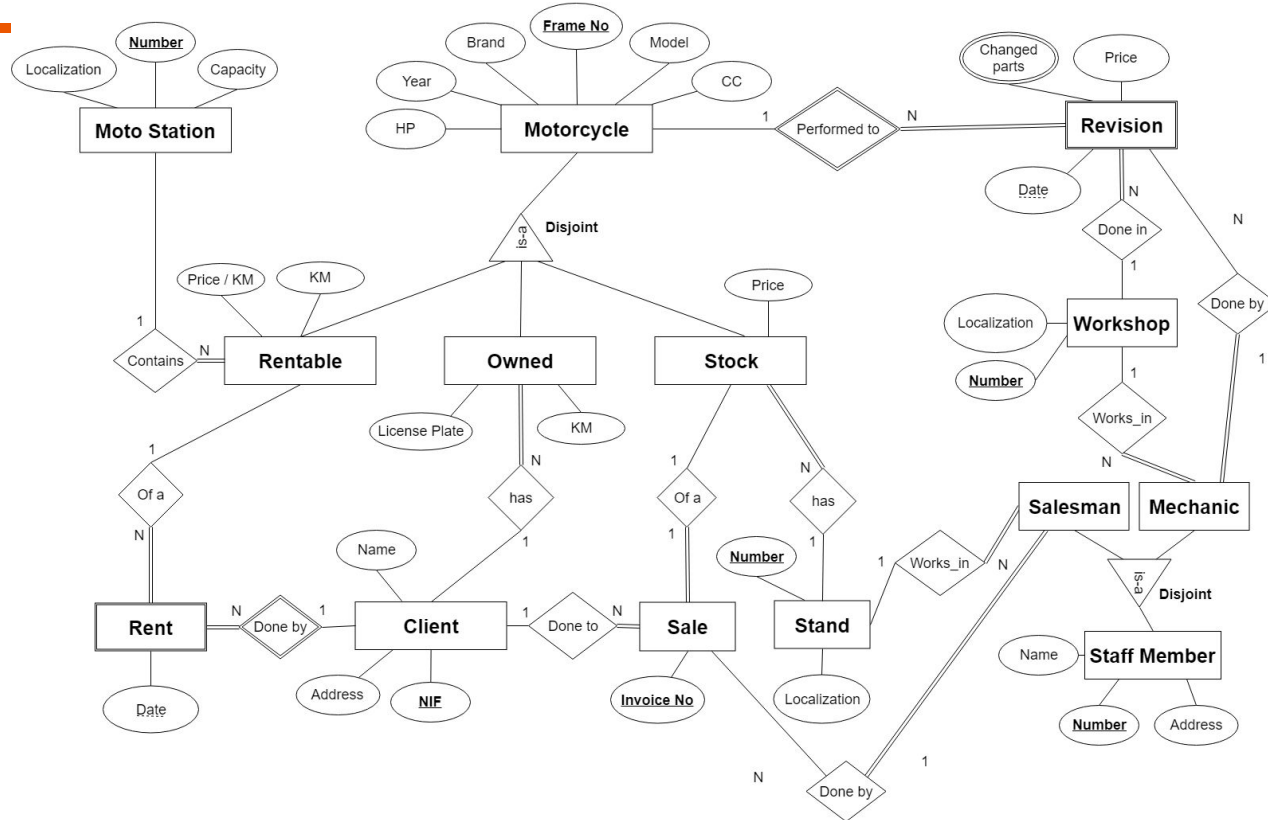 Number
Localization
Capacity
Moto Station
Frame No
Brand
Model
Year
CC
HP
Motorcycle
1
Performed to
N
Changed
parts
Price
Revision
Date
N
Done in
1
N
Done by
1
is-a
Disjoint
Price / KM
KM
Price
1
Contains
N
Rentable
Owned
Stock
License Plate
KM
Localization
Workshop
Number
1
Works_in
N
1
Of a
N
N
has
1
1
Of a
1
N
has
1
Salesman
Mechanic
1
Works_in
N
is-a
Disjoint
Name
Number
Rent
N
Done by
1
Client
1
Done to
N
Sale
Stand
Name
Staff Member
Date
Address
NIF
Invoice No
Localization
Number
Address
N
Done by
1